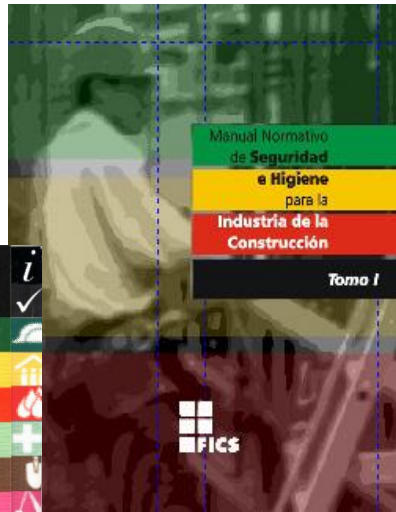 Manual Normativo
de Seguridad
e Higiene
para la
Industria de la
Construcción
Tomo I
i
FICS